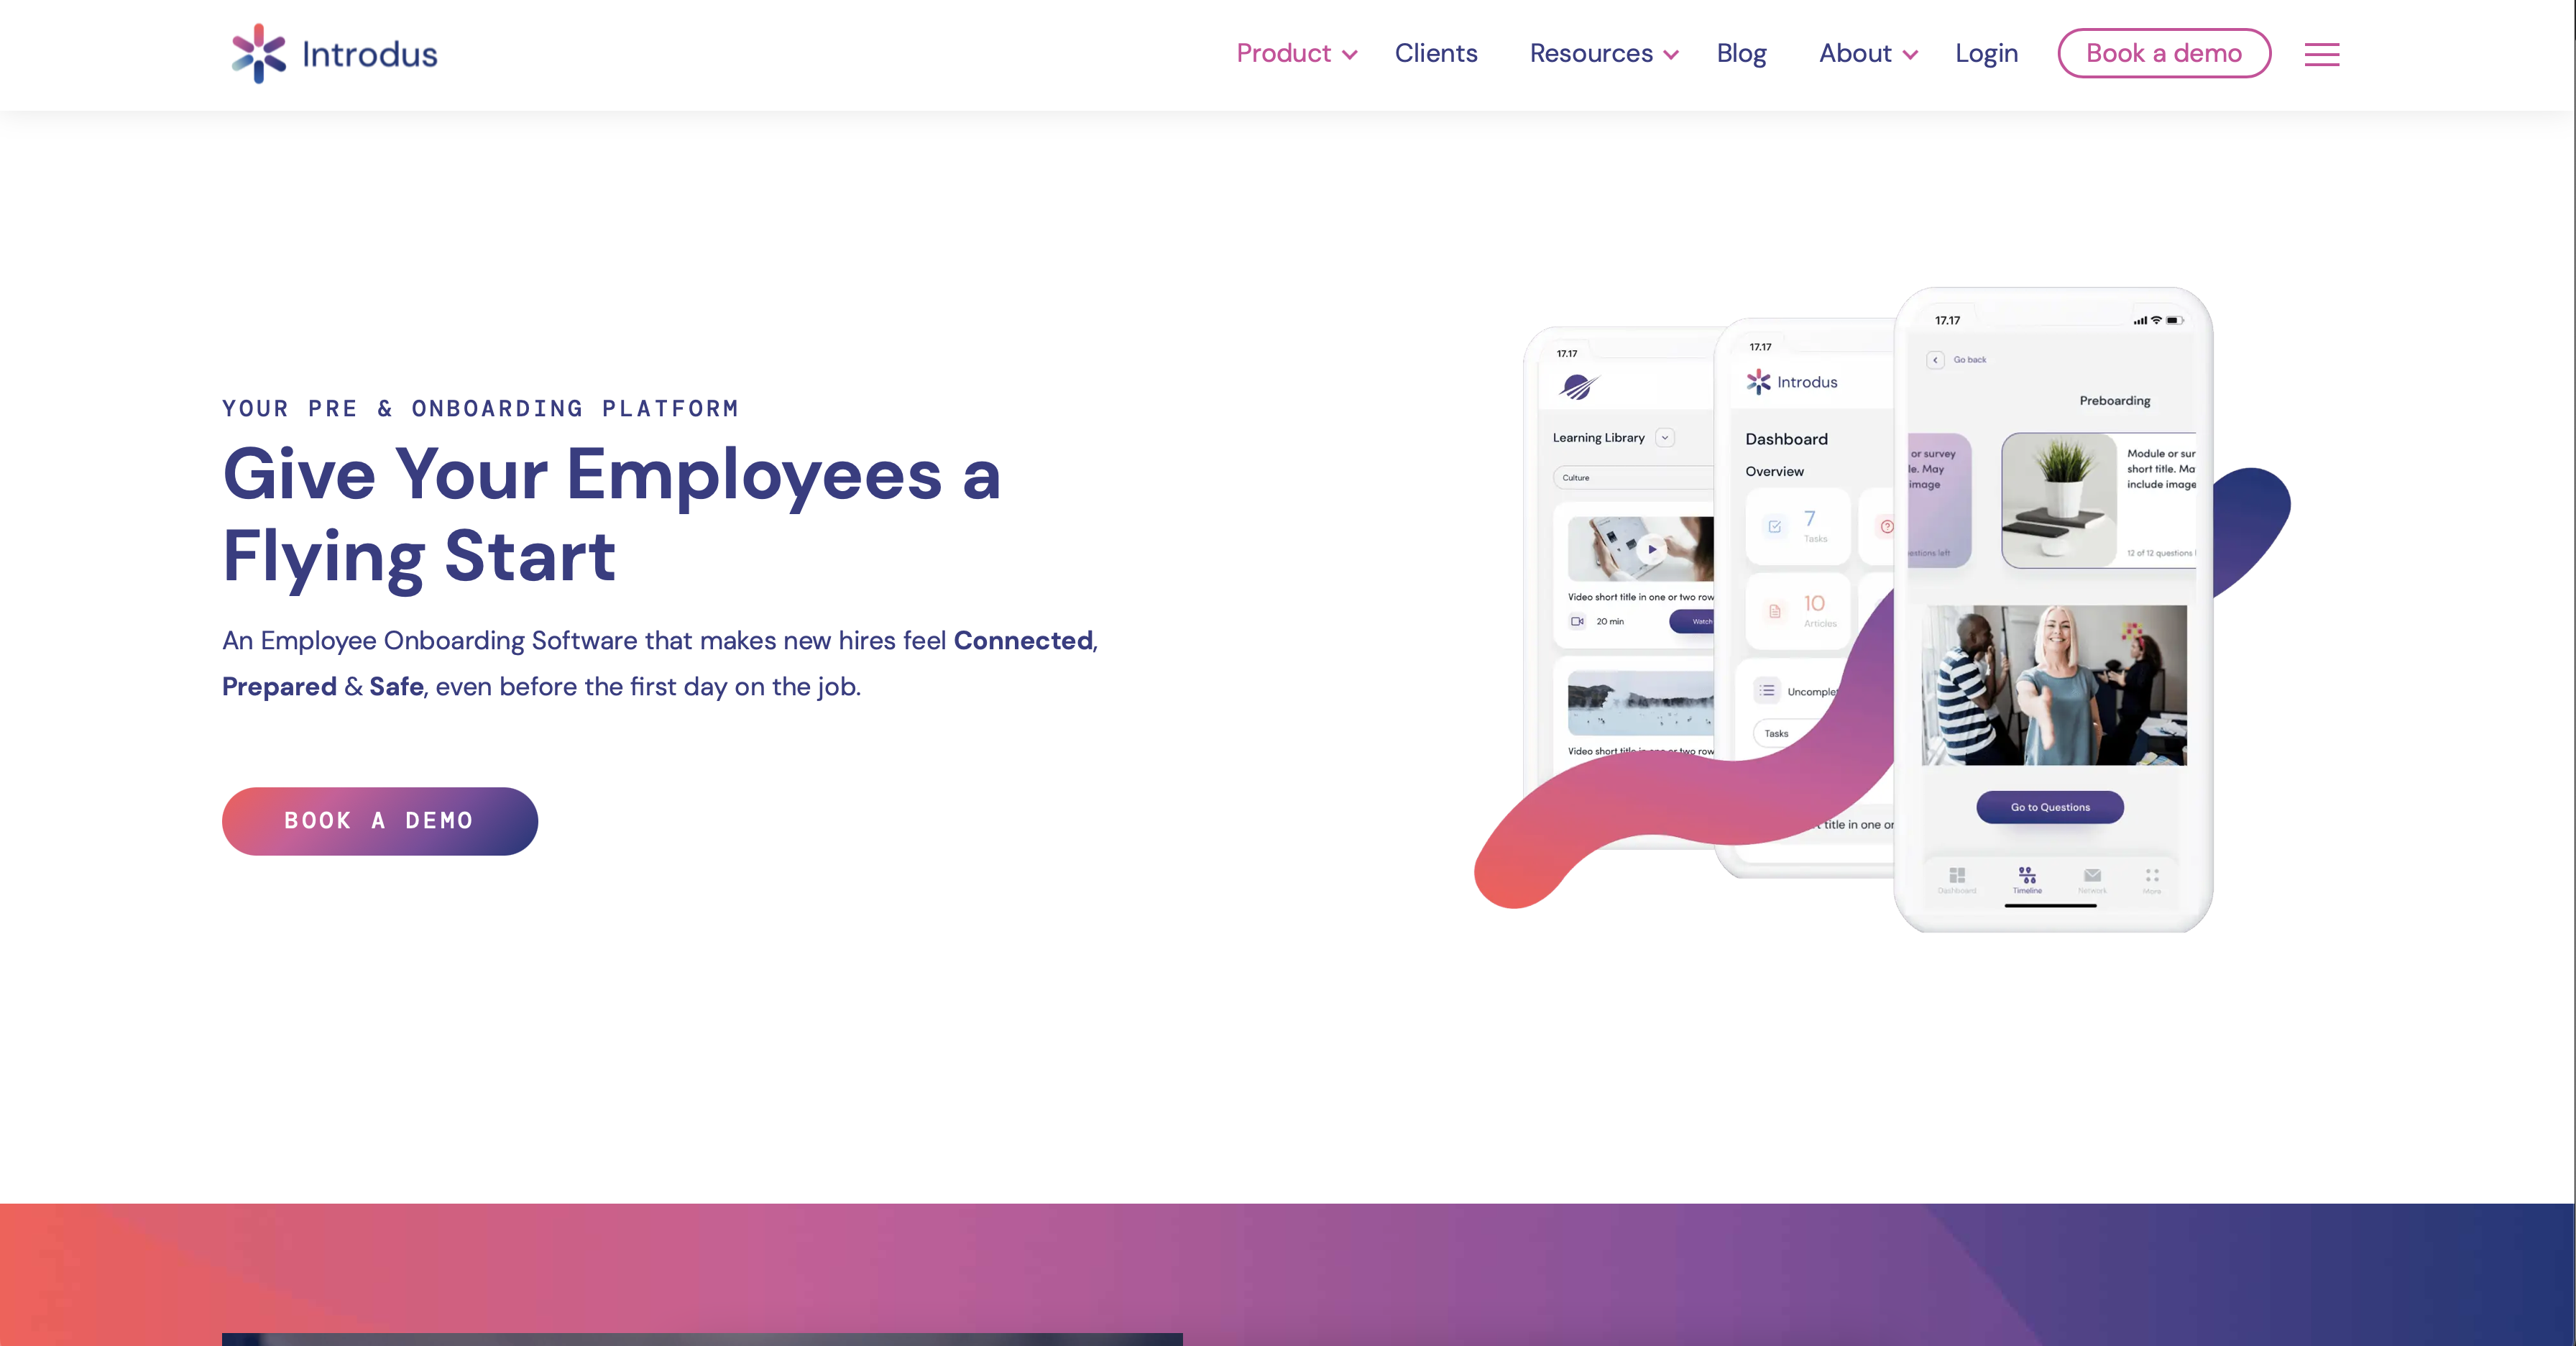 Introdus
Product
Clients
Resources
Blog
About
Login
Book a demo
YOUR PRE & ONBOARDING PLATFORM
Give Your Employees a
Flying Start
An Employee Onboarding Software that makes new hires feel Connected,
Prepared & Safe, even before the first day on the job.
BOOK A DEMO
17.17
Learning Library
Culture
Video short title in one or two row
20 min
Watch
Video short title in one or two row
17.17
Introdus
Dashboard
Overview
7
Tasks
10
Articles
Uncomplet
Tasks
title in one or
17.17
Go back
Preboarding
or survey
le. May
image
estions left
Module or sur
short title. Ma
include image
12 of 12 questions
Go to Questions
Dashboard
Timeline
Network
More